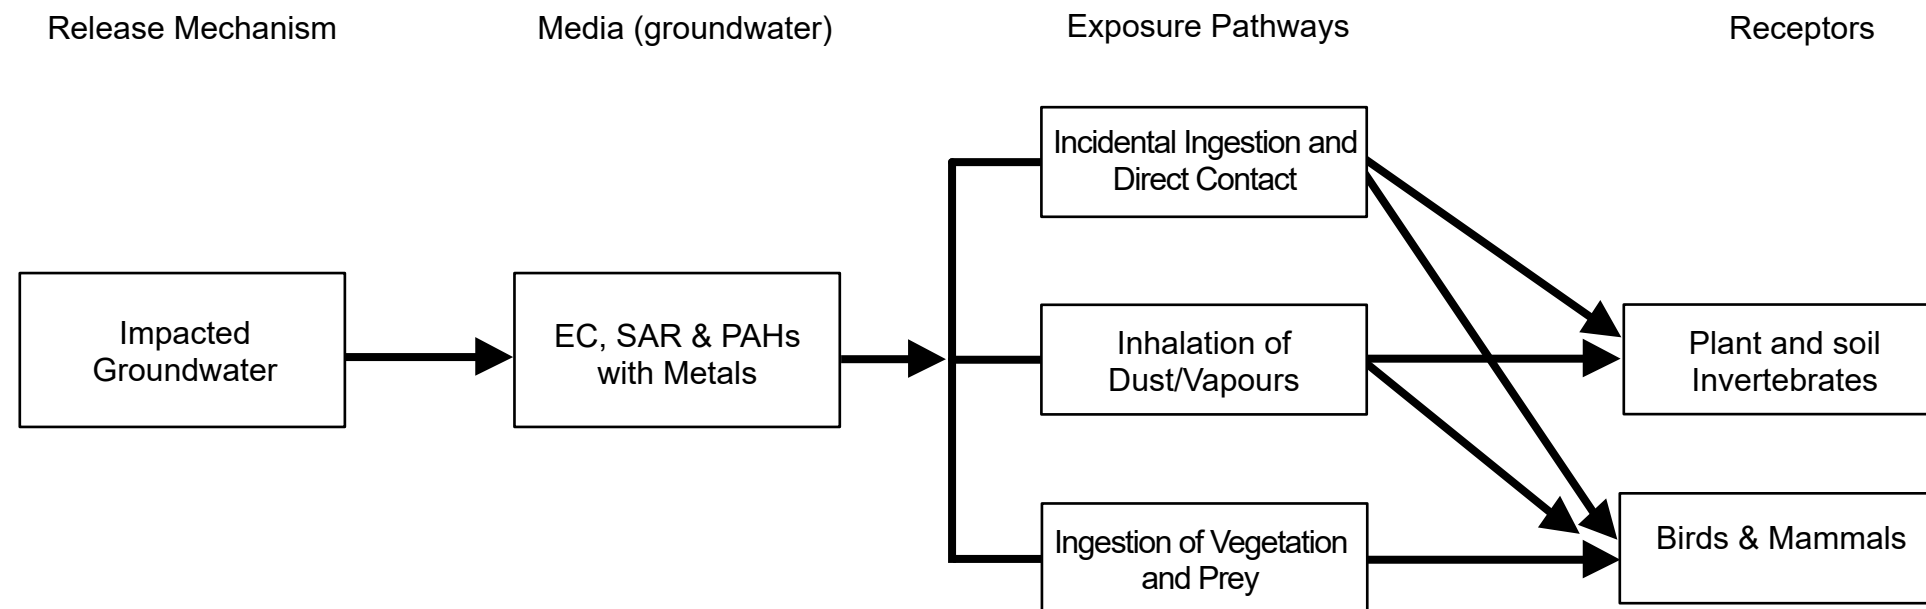 Release Mechanism
Media (groundwater)
Exposure Pathways
Receptors
Impacted
Groundwater
EC, SAR & PAHs
with Metals
Incidental Ingestion and
Direct Contact
Inhalation of
Dust/Vapours
Ingestion of Vegetation
and Prey
Plant and soil
Invertebrates
Birds & Mammals